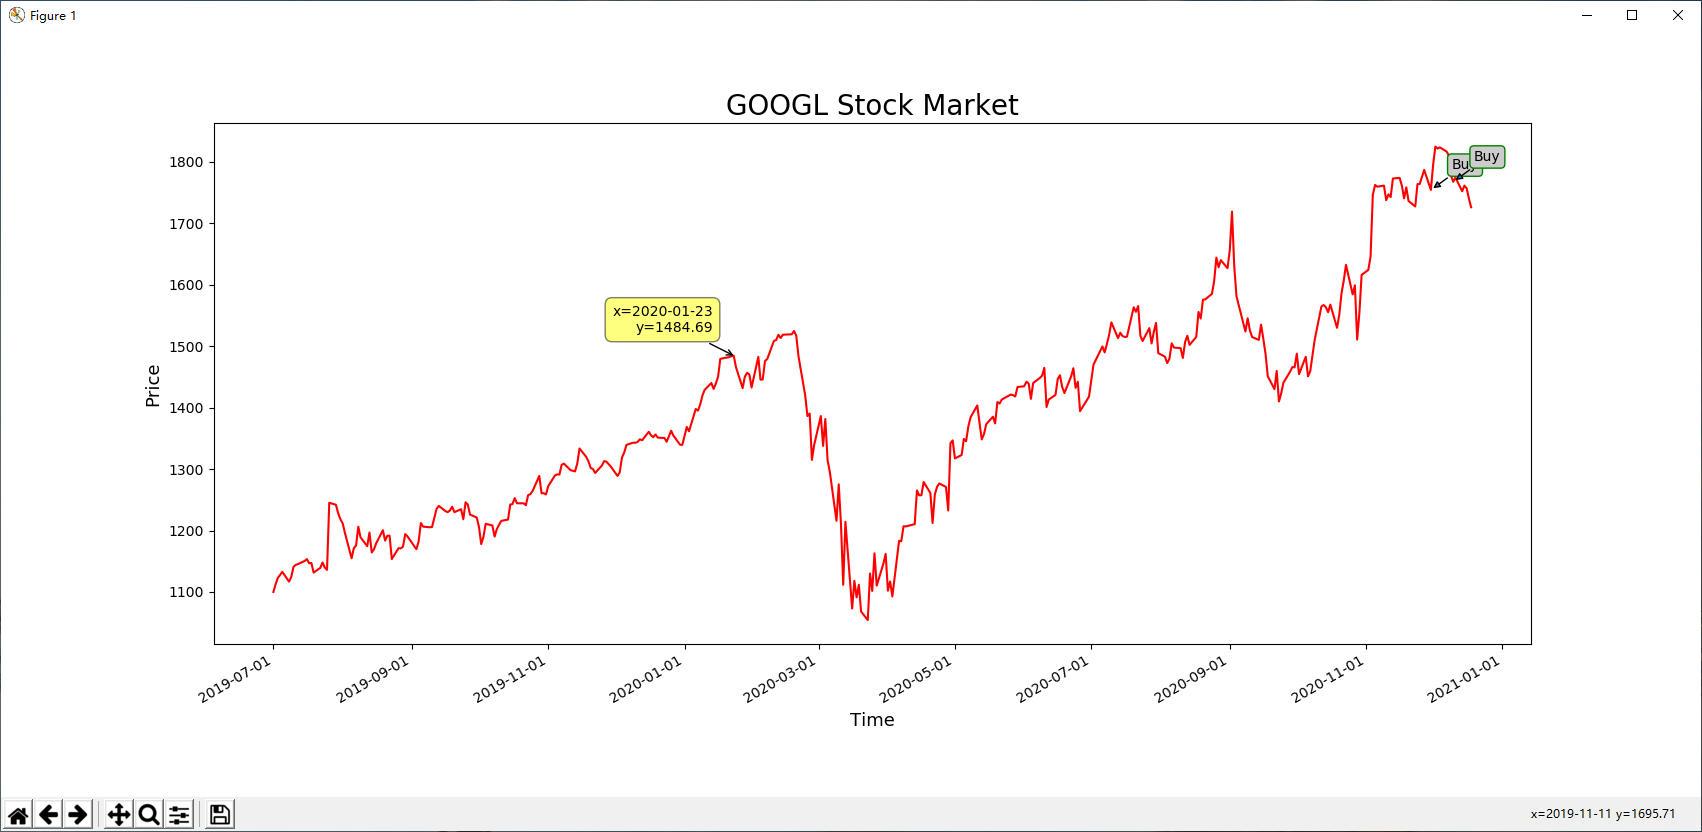 Figure 1
GOOGL Stock Market
1800
1700
1600
1500
1400
1300
1200
1100
Price
x=2020-01-23
y=1484.69
Buy
Buy
2019-07-01
2019-09-01
2019-11-01
2020-01-01
2020-03-01
2020-05-01
2020-07-01
2020-09-01
2020-11-01
2021-01-01
Time
x=2019-11-11 y=1695.71